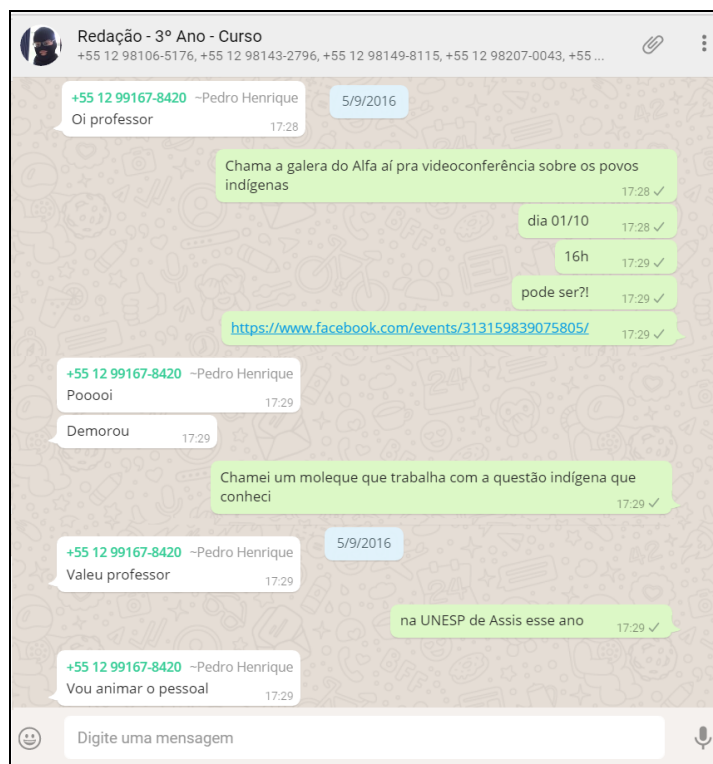 Redação - 3º Ano - Curso
+55 12 98106-5176, +55 12 98143-2796, +55 12 98149-8115, +55 12 98207-0043, +55 ...
5/9/2016
+55 12 99167-8420 ~Pedro Henrique
Oi professor
17:28
Chama a galera do Alfa aí pra videoconferência sobre os povos
indígenas
17:28
dia 01/10 17:28
16h 17:29
pode ser?! 17:29
https://www.facebook.com/events/313159839075805/ 17:29
+55 12 99167-8420 ~Pedro Henrique
Pooooi
17:29
Demorou 17:29
Chamei um moleque que trabalha com a questão indígena que
conheci
17:29
5/9/2016
+55 12 99167-8420 ~Pedro Henrique
Valeu professor
17:29
na UNESP de Assis esse ano 17:29
+55 12 99167-8420 ~Pedro Henrique
Vou animar o pessoal
17:29
Digite uma mensagem